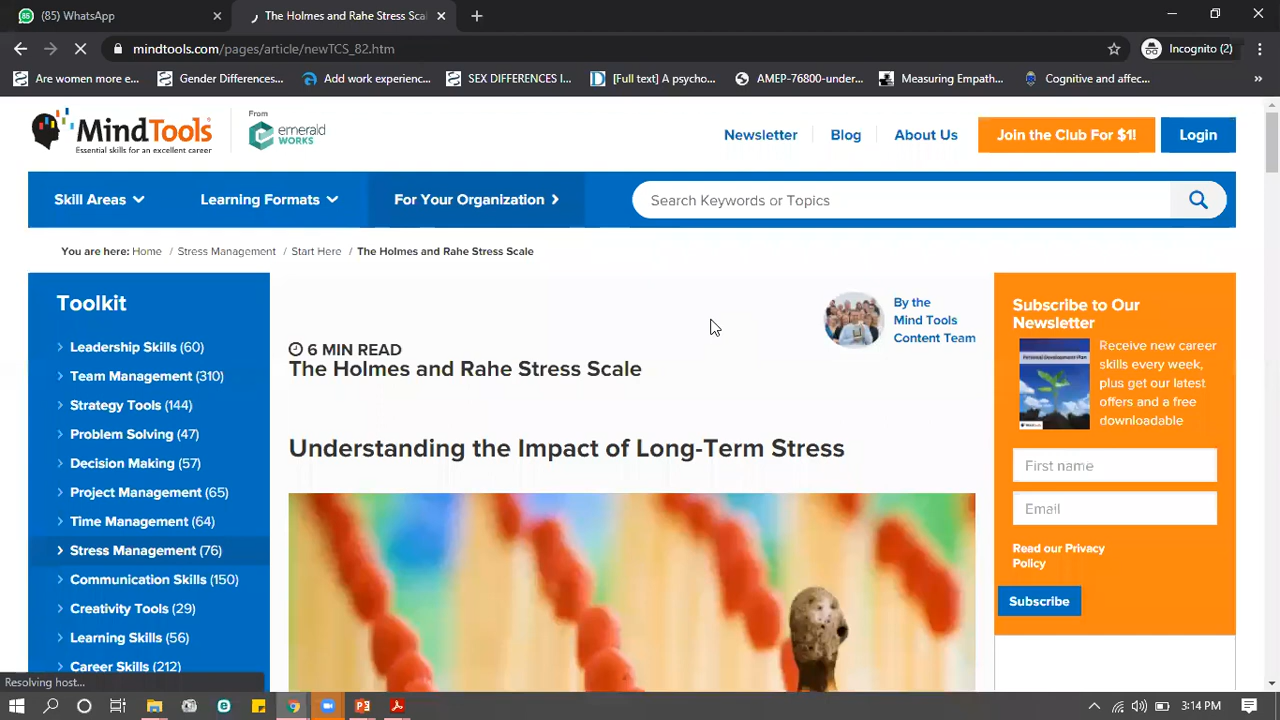 (85) WhatsApp
The Holmes and Rahe Stress Sca
mindtools.com/pages/article/newTCS_82.htm
Incognito (2)
Are women more e...
Gender Differences...
Add work experienc...
SEX DIFFERENCES I...
[Full text] A psycho...
AMEP-76800-under...
Measuring Empath...
Cognitive and affec...
»
MindTools
Essential skills for an excellent career
From
emerald
WORKS
Newsletter
Blog
About Us
Join the Club For $1!
Login
Skill Areas
Learning Formats
For Your Organization
Search Keywords or Topics
You are here: Home / Stress Management / Start Here / The Holmes and Rahe Stress Scale
Toolkit
Leadership Skills (60)
Team Management (310)
Strategy Tools (144)
Problem Solving (47)
Decision Making (57)
Project Management (65)
Time Management (64)
Stress Management (76)
Communication Skills (150)
Creativity Tools (29)
Learning Skills (56)
Career Skills (212)
By the
Mind Tools
Content Team
6 MIN READ
The Holmes and Rahe Stress Scale
Understanding the Impact of Long-Term Stress
Subscribe to Our
Newsletter
Personal Development Plan
Receive new career
skills every week,
plus get our latest
offers and a free
downloadable
First name
Email
Read our Privacy
Policy
Subscribe
Resolving host...
3:14 PM